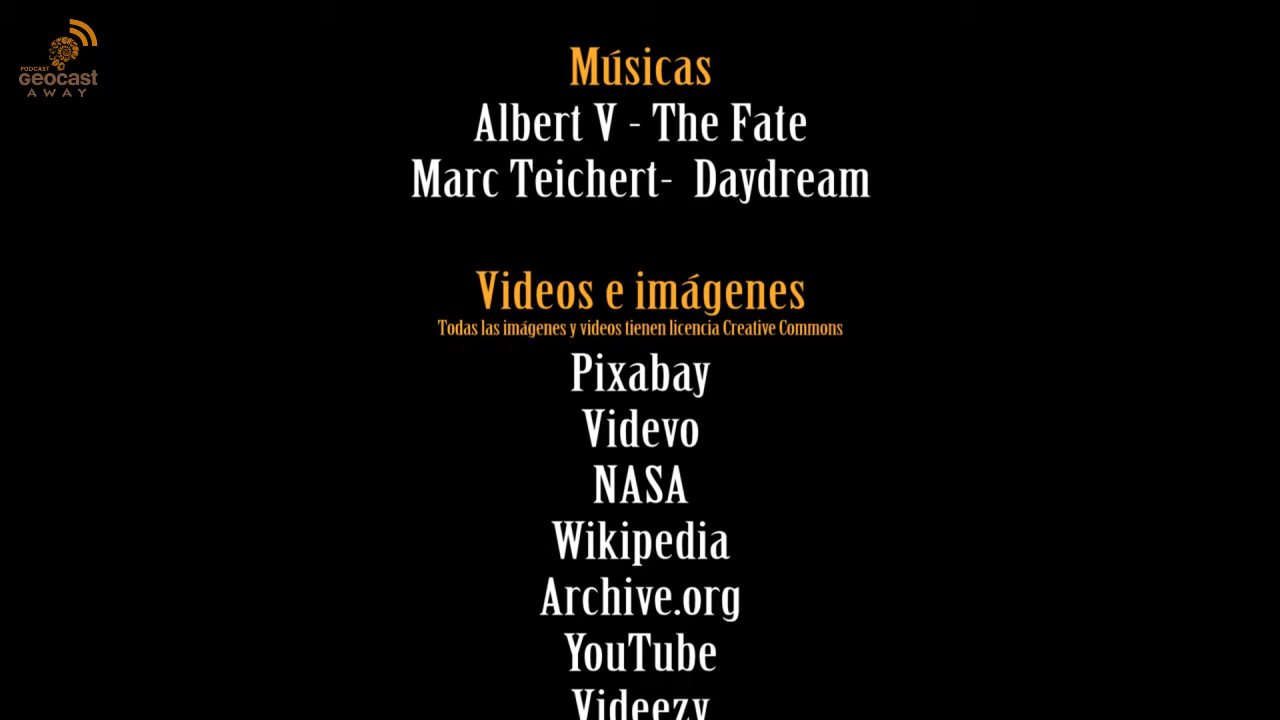 PODCAST
GEOCAST
AWAY
Músicas
Albert V - The Fate
Marc Teichert-  Daydream
Videos e imágenes
Todas las imágenes y videos tienen licencia Creative Commons
Pixabay
Videvo
NASA
Wikipedia
Archive.org
YouTube
Videezy